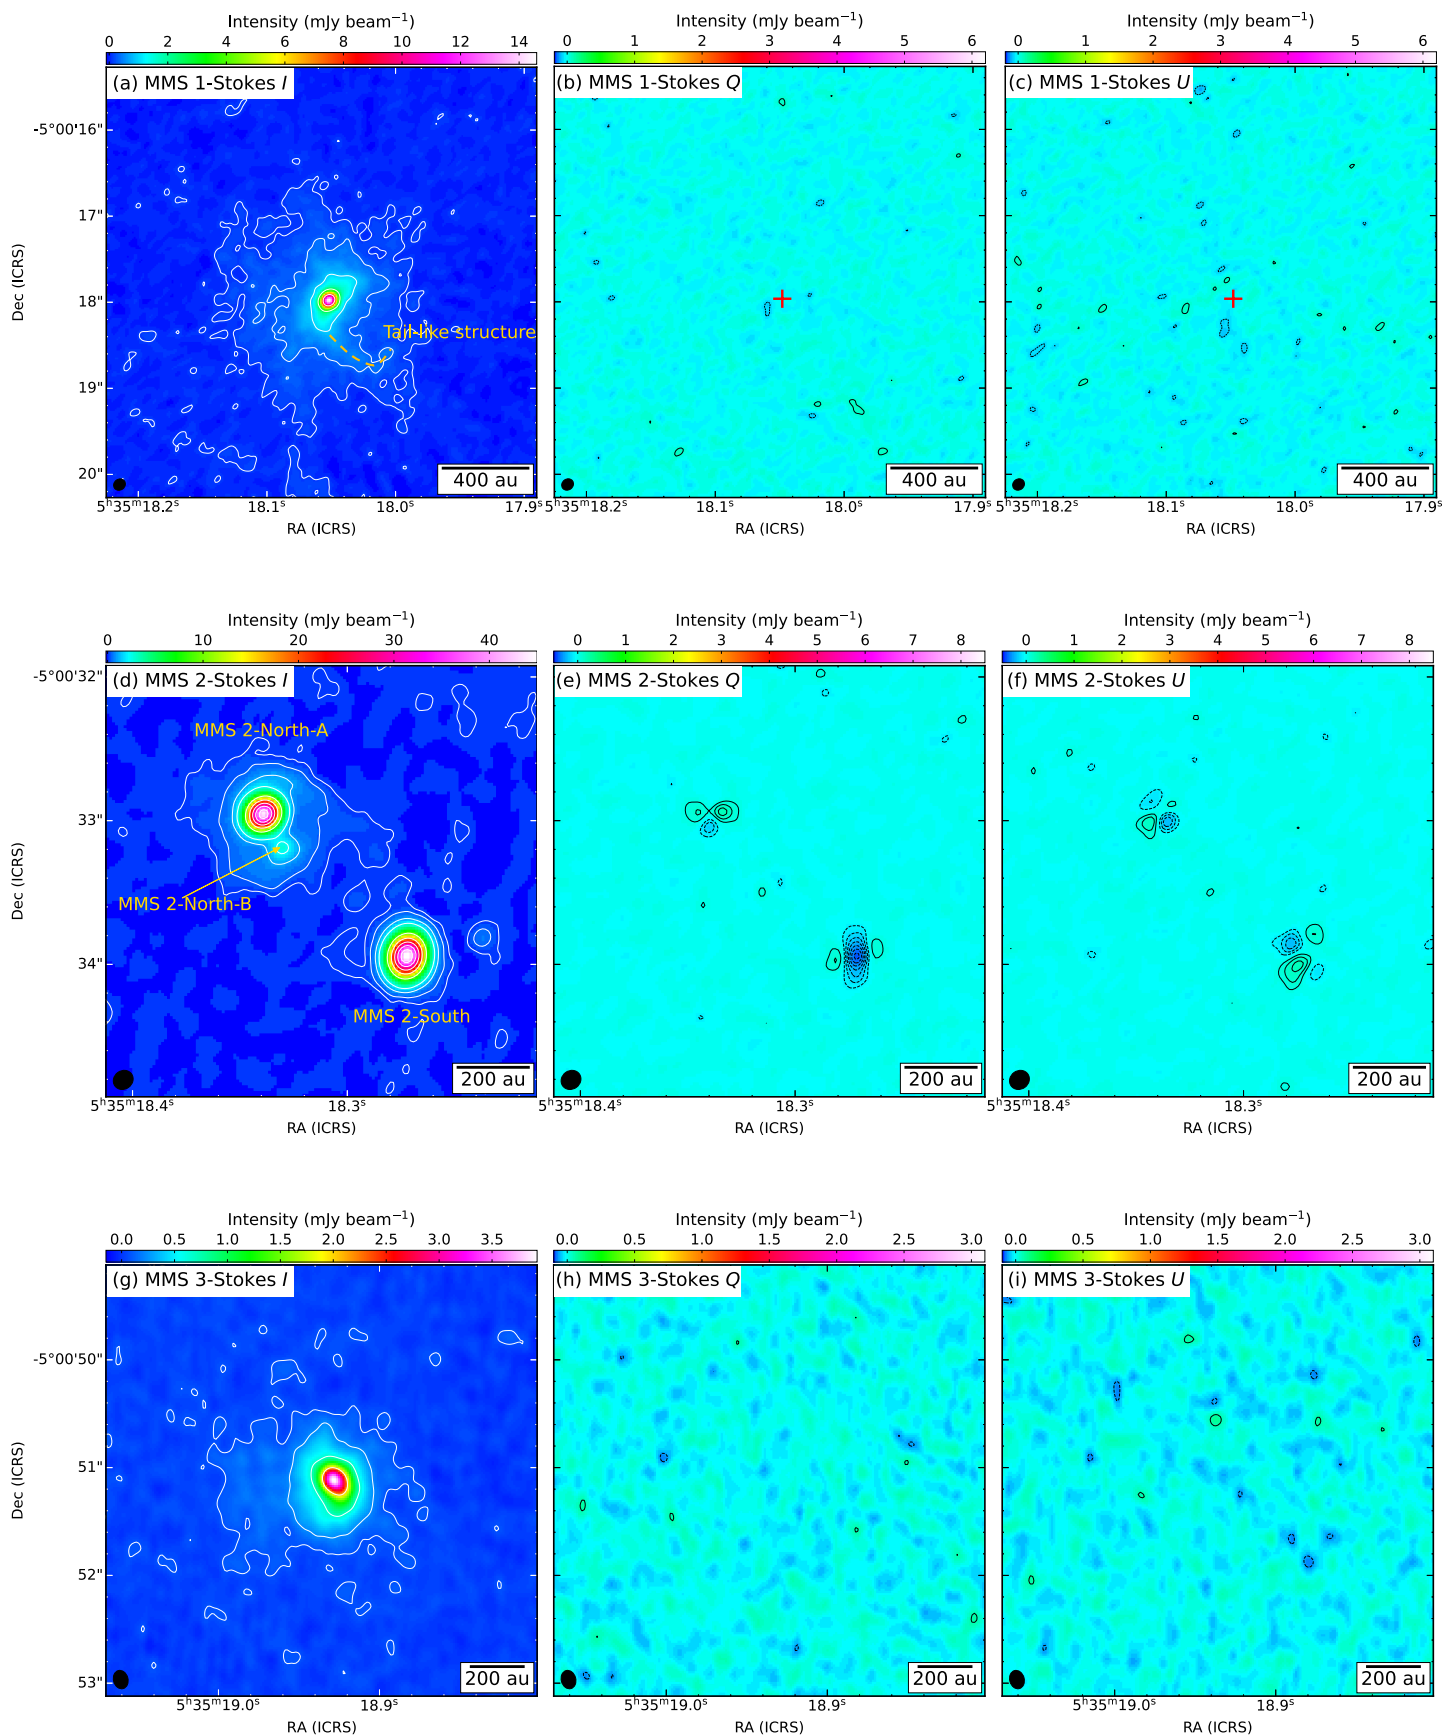 Intensity (mJy beam⁻¹) Intensity (mJy beam⁻¹) Intensity (mJy beam⁻¹)
0 2 4 6 8 10 12 14 0 1 2 3 4 5 6 0 1 2 3 4 5 6
(a) MMS 1-Stokes I (b) MMS 1-Stokes Q (c) MMS 1-Stokes U
-5°00'16"
17"
18"
Tail-like structure
19"
20"
Dec (ICRS)
400 au 400 au 400 au
5ʰ35ᵐ18.2ˢ 18.1ˢ 18.0ˢ 17.9ˢ 5ʰ35ᵐ18.2ˢ 18.1ˢ 18.0ˢ 17.9ˢ 5ʰ35ᵐ18.2ˢ 18.1ˢ 18.0ˢ 17.9ˢ
RA (ICRS) RA (ICRS) RA (ICRS)
Intensity (mJy beam⁻¹) Intensity (mJy beam⁻¹) Intensity (mJy beam⁻¹)
0 10 20 30 40 0 1 2 3 4 5 6 7 8 0 1 2 3 4 5 6 7 8
(d) MMS 2-Stokes I (e) MMS 2-Stokes Q (f) MMS 2-Stokes U
-5°00'32"
MMS 2-North-A
33"
MMS 2-North-B
34"
MMS 2-South
Dec (ICRS)
200 au 200 au 200 au
5ʰ35ᵐ18.4ˢ 18.3ˢ 5ʰ35ᵐ18.4ˢ 18.3ˢ 5ʰ35ᵐ18.4ˢ 18.3ˢ
RA (ICRS) RA (ICRS) RA (ICRS)
Intensity (mJy beam⁻¹) Intensity (mJy beam⁻¹) Intensity (mJy beam⁻¹)
0.0 0.5 1.0 1.5 2.0 2.5 3.0 3.5 0.0 0.5 1.0 1.5 2.0 2.5 3.0 0.0 0.5 1.0 1.5 2.0 2.5 3.0
(g) MMS 3-Stokes I (h) MMS 3-Stokes Q (i) MMS 3-Stokes U
-5°00'50"
51"
52"
53"
Dec (ICRS)
200 au 200 au 200 au
5ʰ35ᵐ19.0ˢ 18.9ˢ 5ʰ35ᵐ19.0ˢ 18.9ˢ 5ʰ35ᵐ19.0ˢ 18.9ˢ
RA (ICRS) RA (ICRS) RA (ICRS)